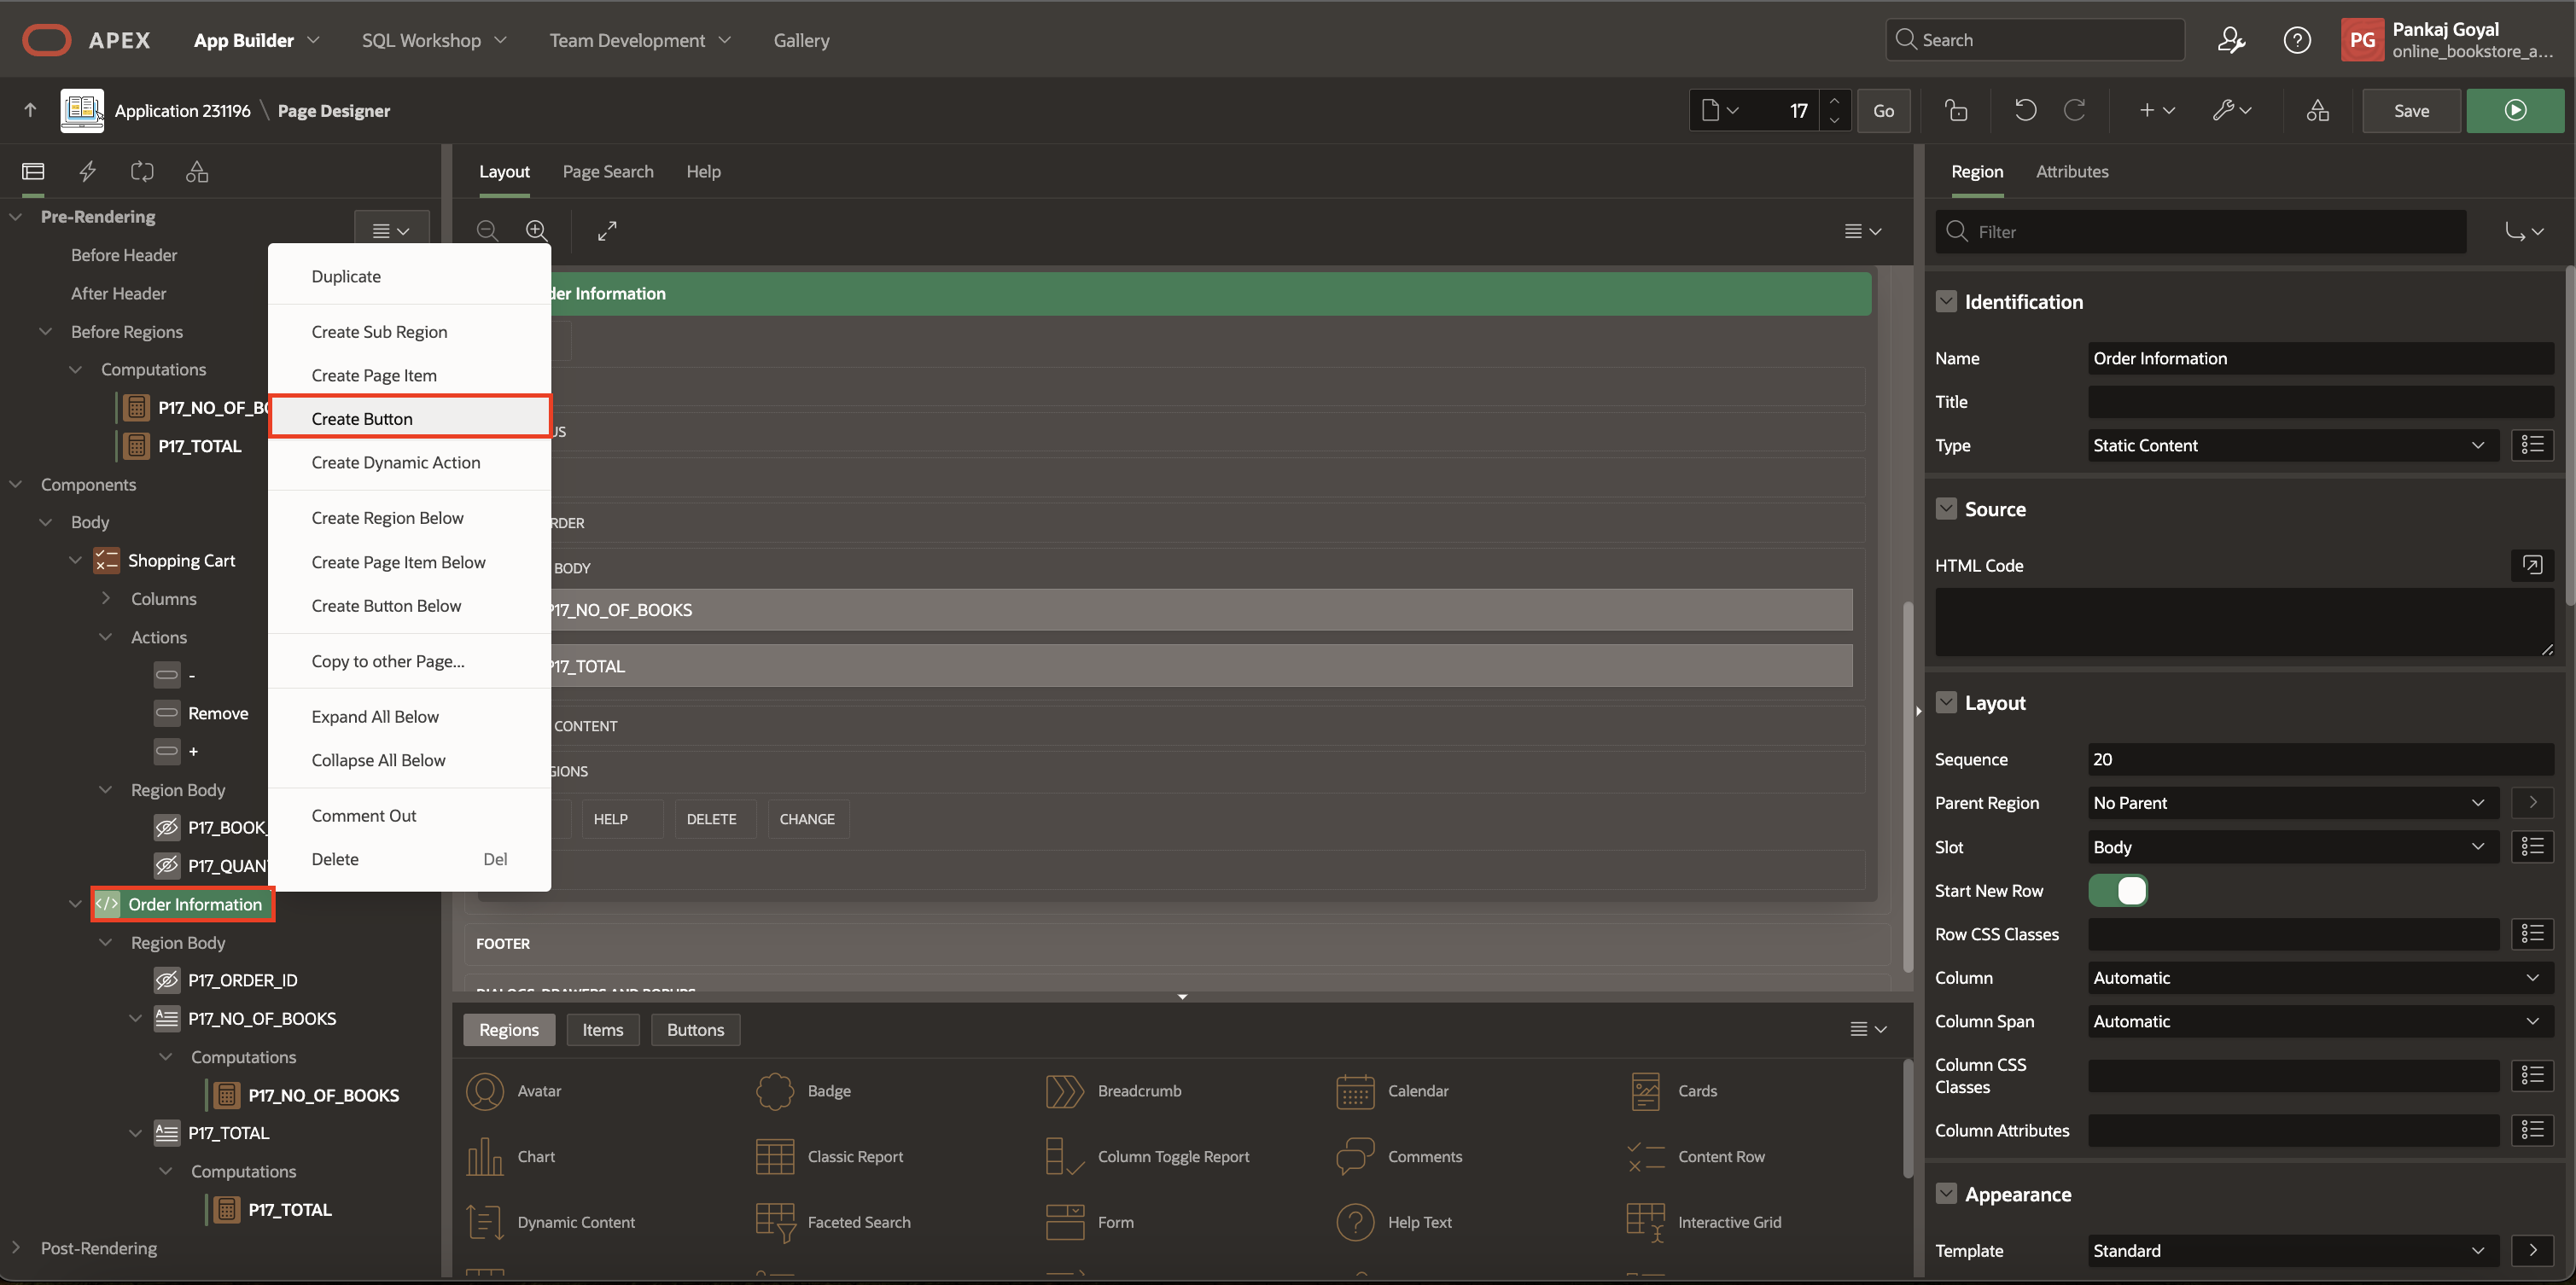 APEX App Builder SQL Workshop Team Development Gallery Search PG Pankaj Goyal
online_bookstore_a...
Application 231196 \ Page Designer 17 Go Save
Layout Page Search Help
Region Attributes
Pre-Rendering
Before Header
After Header
Before Regions
Computations
P17_NO_OF_BO
P17_TOTAL
Components
Body
Shopping Cart
Columns
Actions
-
Remove
+
Region Body
P17_BOOK_
P17_QUAN
Order Information
Region Body
P17_ORDER_ID
P17_NO_OF_BOOKS
Computations
P17_NO_OF_BOOKS
P17_TOTAL
Computations
P17_TOTAL
Post-Rendering
Duplicate
Create Sub Region
Create Page Item
Create Button
Create Dynamic Action
Create Region Below
Create Page Item Below
Create Button Below
Copy to other Page...
Expand All Below
Collapse All Below
Comment Out
Delete Del
der Information
US
RDER
BODY
P17_NO_OF_BOOKS
P17_TOTAL
CONTENT
GIONS
HELP DELETE CHANGE
FOOTER
DIALOGS, DRAWERS AND POPUPS
Regions Items Buttons
Avatar Badge Breadcrumb Calendar Cards
Chart Classic Report Column Toggle Report Comments Content Row
Dynamic Content Faceted Search Form Help Text Interactive Grid
Filter
Identification
Name Order Information
Title
Type Static Content
Source
HTML Code
Layout
Sequence 20
Parent Region No Parent
Slot Body
Start New Row
Row CSS Classes
Column Automatic
Column Span Automatic
Column CSS
Classes
Column Attributes
Appearance
Template Standard